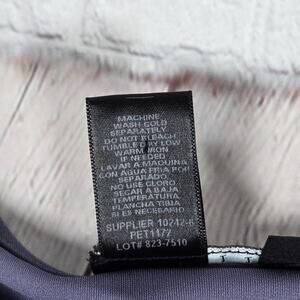 MACHINE
WASH COLD
SEPARATELY
DO NOT BLEACH
TUMBLE DRY LOW
WARM IRON
IF NEEDED
LAVAR A MAQUINA
CON AGUA FRIA POR
SEPARADO.
NO USE CLORO.
SECAR A BAJA
TEMPERATURA.
PLANCHA TIBIA
SI ES NECESARIO
SUPPLIER 10242-6
PET1172
LOT# 823-7510